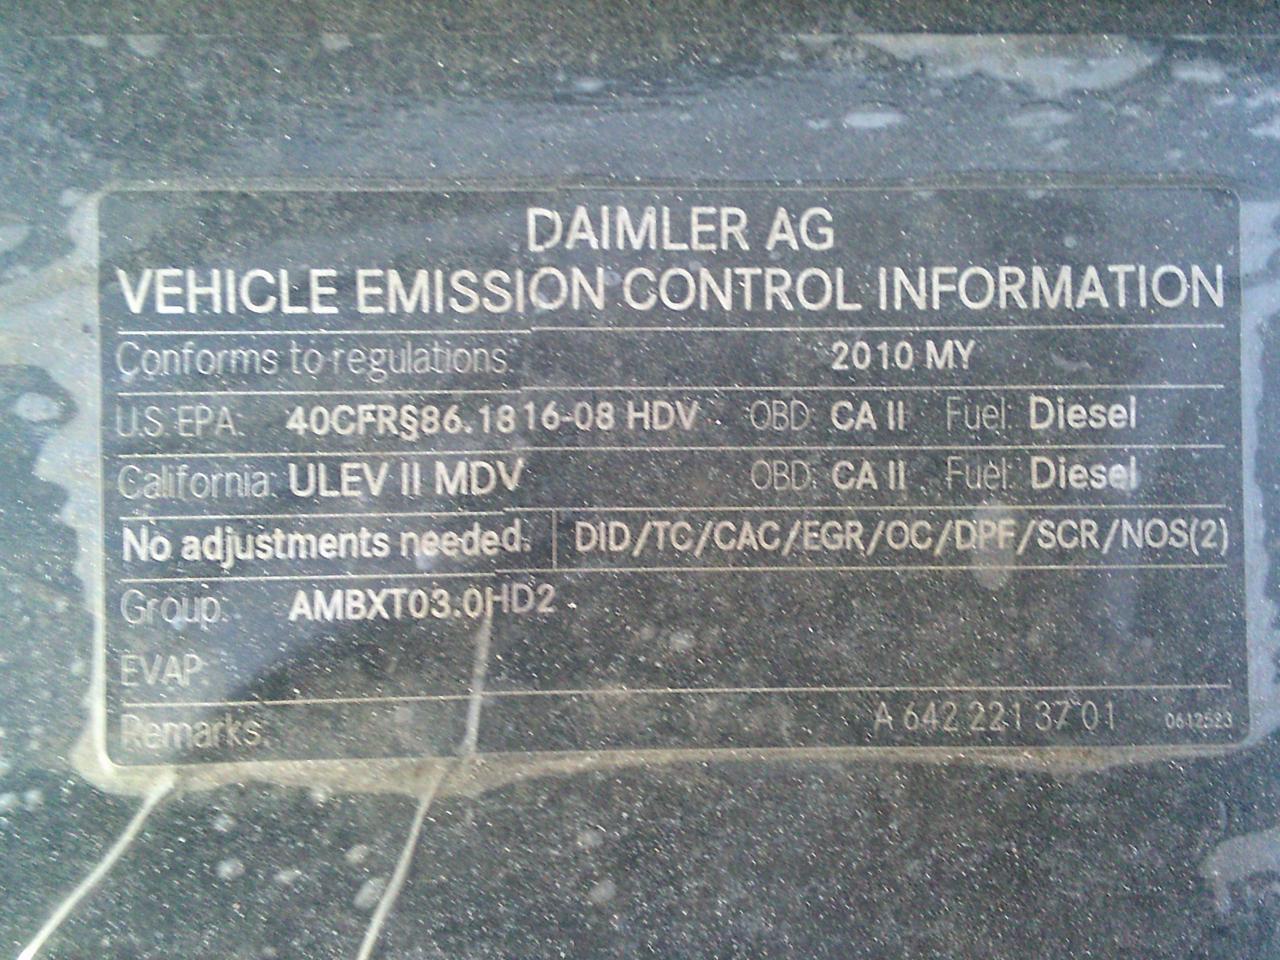 DAIMLER AG
VEHICLE EMISSION CONTROL INFORMATION
Conforms to regulations: 2010 MY
U.S. EPA: 40CFR§86.1816-08 HDV OBD: CA II Fuel: Diesel
California: ULEV II MDV OBD: CA II Fuel: Diesel
No adjustments needed. DID/TC/CAC/EGR/OC/DPF/SCR/NOS(2)
Group: AMBXT03.0HD2
EVAP:
Remarks: A 642 221 37 01 0612523